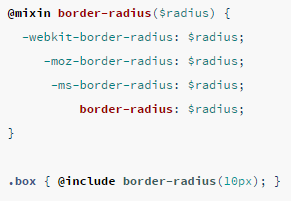 @mixin border-radius($radius) {
  -webkit-border-radius: $radius;
     -moz-border-radius: $radius;
      -ms-border-radius: $radius;
          border-radius: $radius;
}

.box { @include border-radius(10px); }